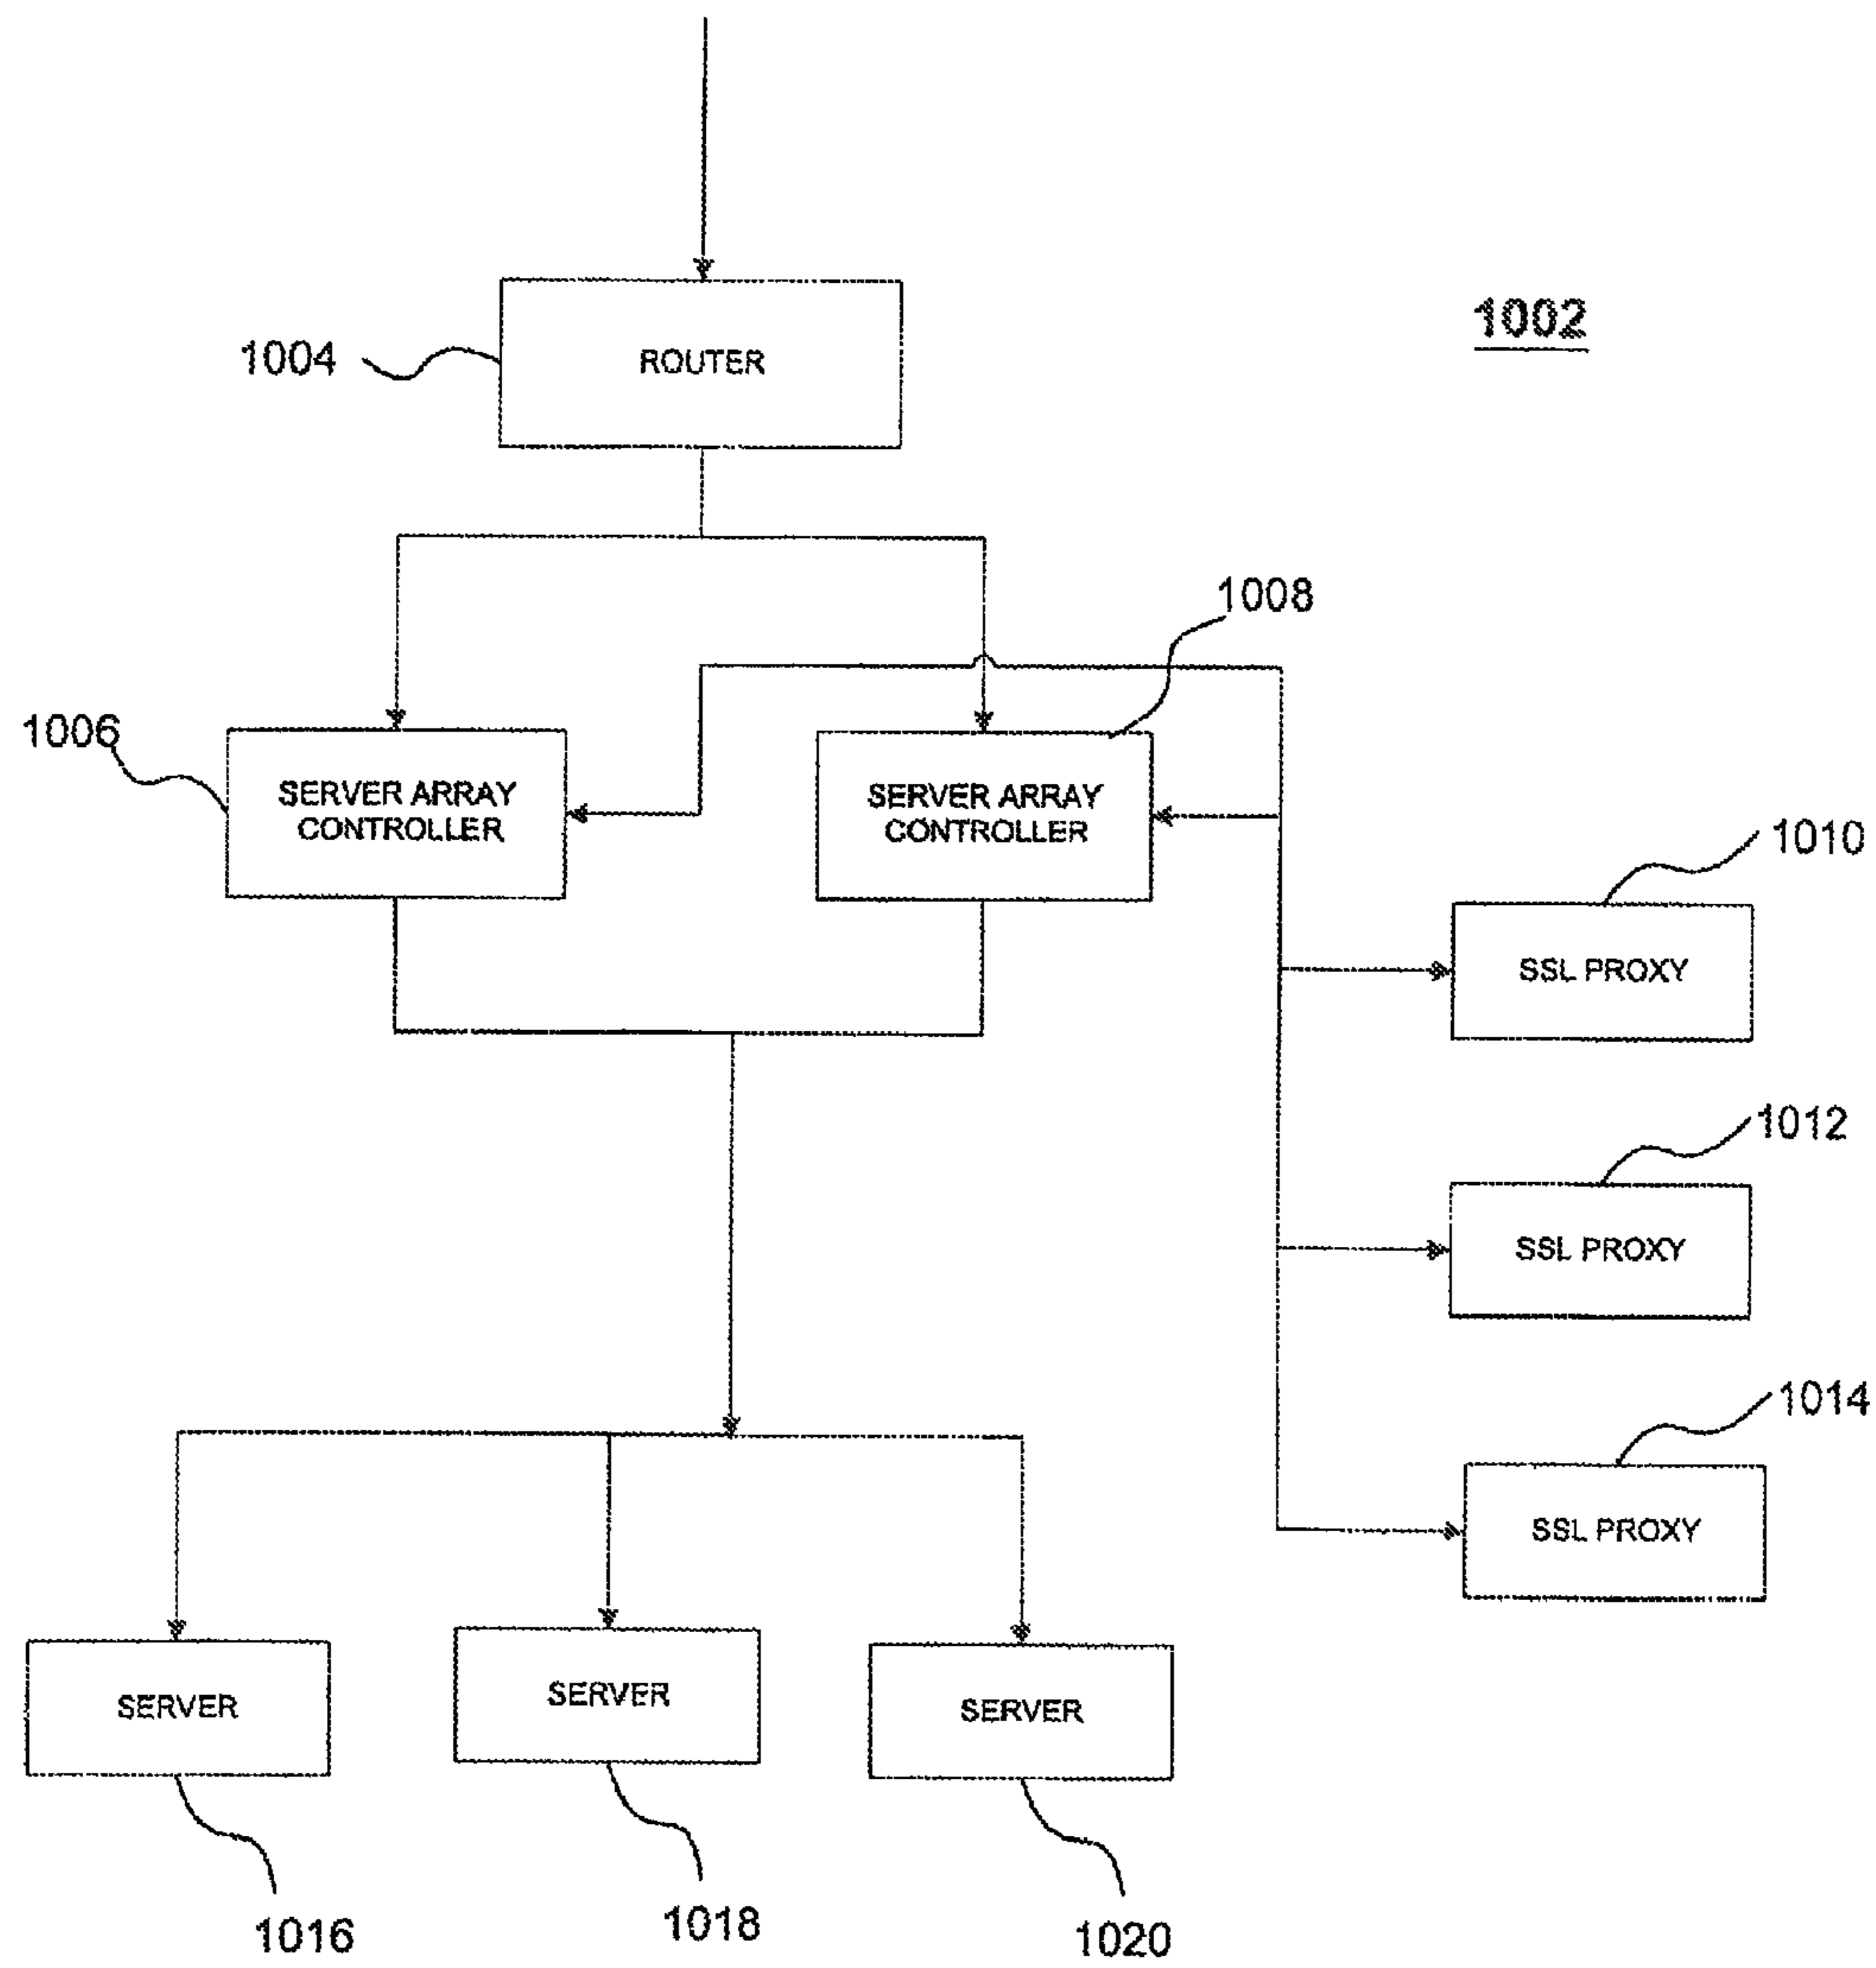 1002
1004
ROUTER
1008
1006
SERVER ARRAY
CONTROLLER
SERVER ARRAY
CONTROLLER
1010
SSL PROXY
1012
SSL PROXY
1014
SSL PROXY
SERVER
SERVER
SERVER
1016
1018
1020